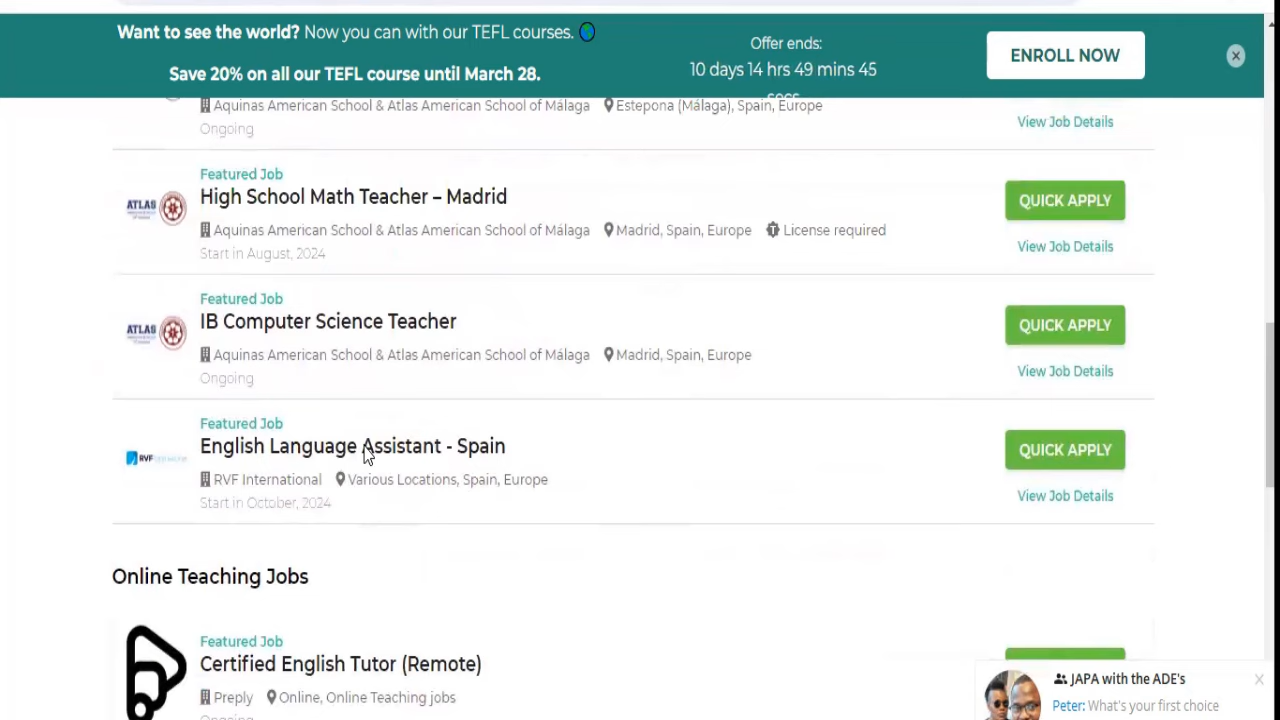 Want to see the world? Now you can with our TEFL courses.
Save 20% on all our TEFL course until March 28.
Offer ends:
10 days 14 hrs 49 mins 45
secs
ENROLL NOW
Aquinas American School & Atlas American School of Málaga Estepona (Málaga), Spain, Europe
Ongoing
View Job Details
Featured Job
High School Math Teacher – Madrid
ATLAS
Aquinas American School & Atlas American School of Málaga Madrid, Spain, Europe License required
Start in August, 2024
QUICK APPLY
View Job Details
Featured Job
IB Computer Science Teacher
ATLAS
Aquinas American School & Atlas American School of Málaga Madrid, Spain, Europe
Ongoing
QUICK APPLY
View Job Details
Featured Job
English Language Assistant - Spain
RVF
RVF International Various Locations, Spain, Europe
Start in October, 2024
QUICK APPLY
View Job Details
Online Teaching Jobs
Featured Job
Certified English Tutor (Remote)
Preply Online, Online Teaching jobs
Ongoing
JAPA with the ADE's
Peter: What's your first choice